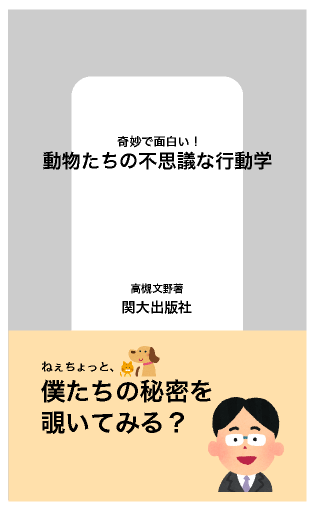 奇妙で面白い！
動物たちの不思議な行動学
高槻文野著
関大出版社
ねぇちょっと、
僕たちの秘密を
覗いてみる？